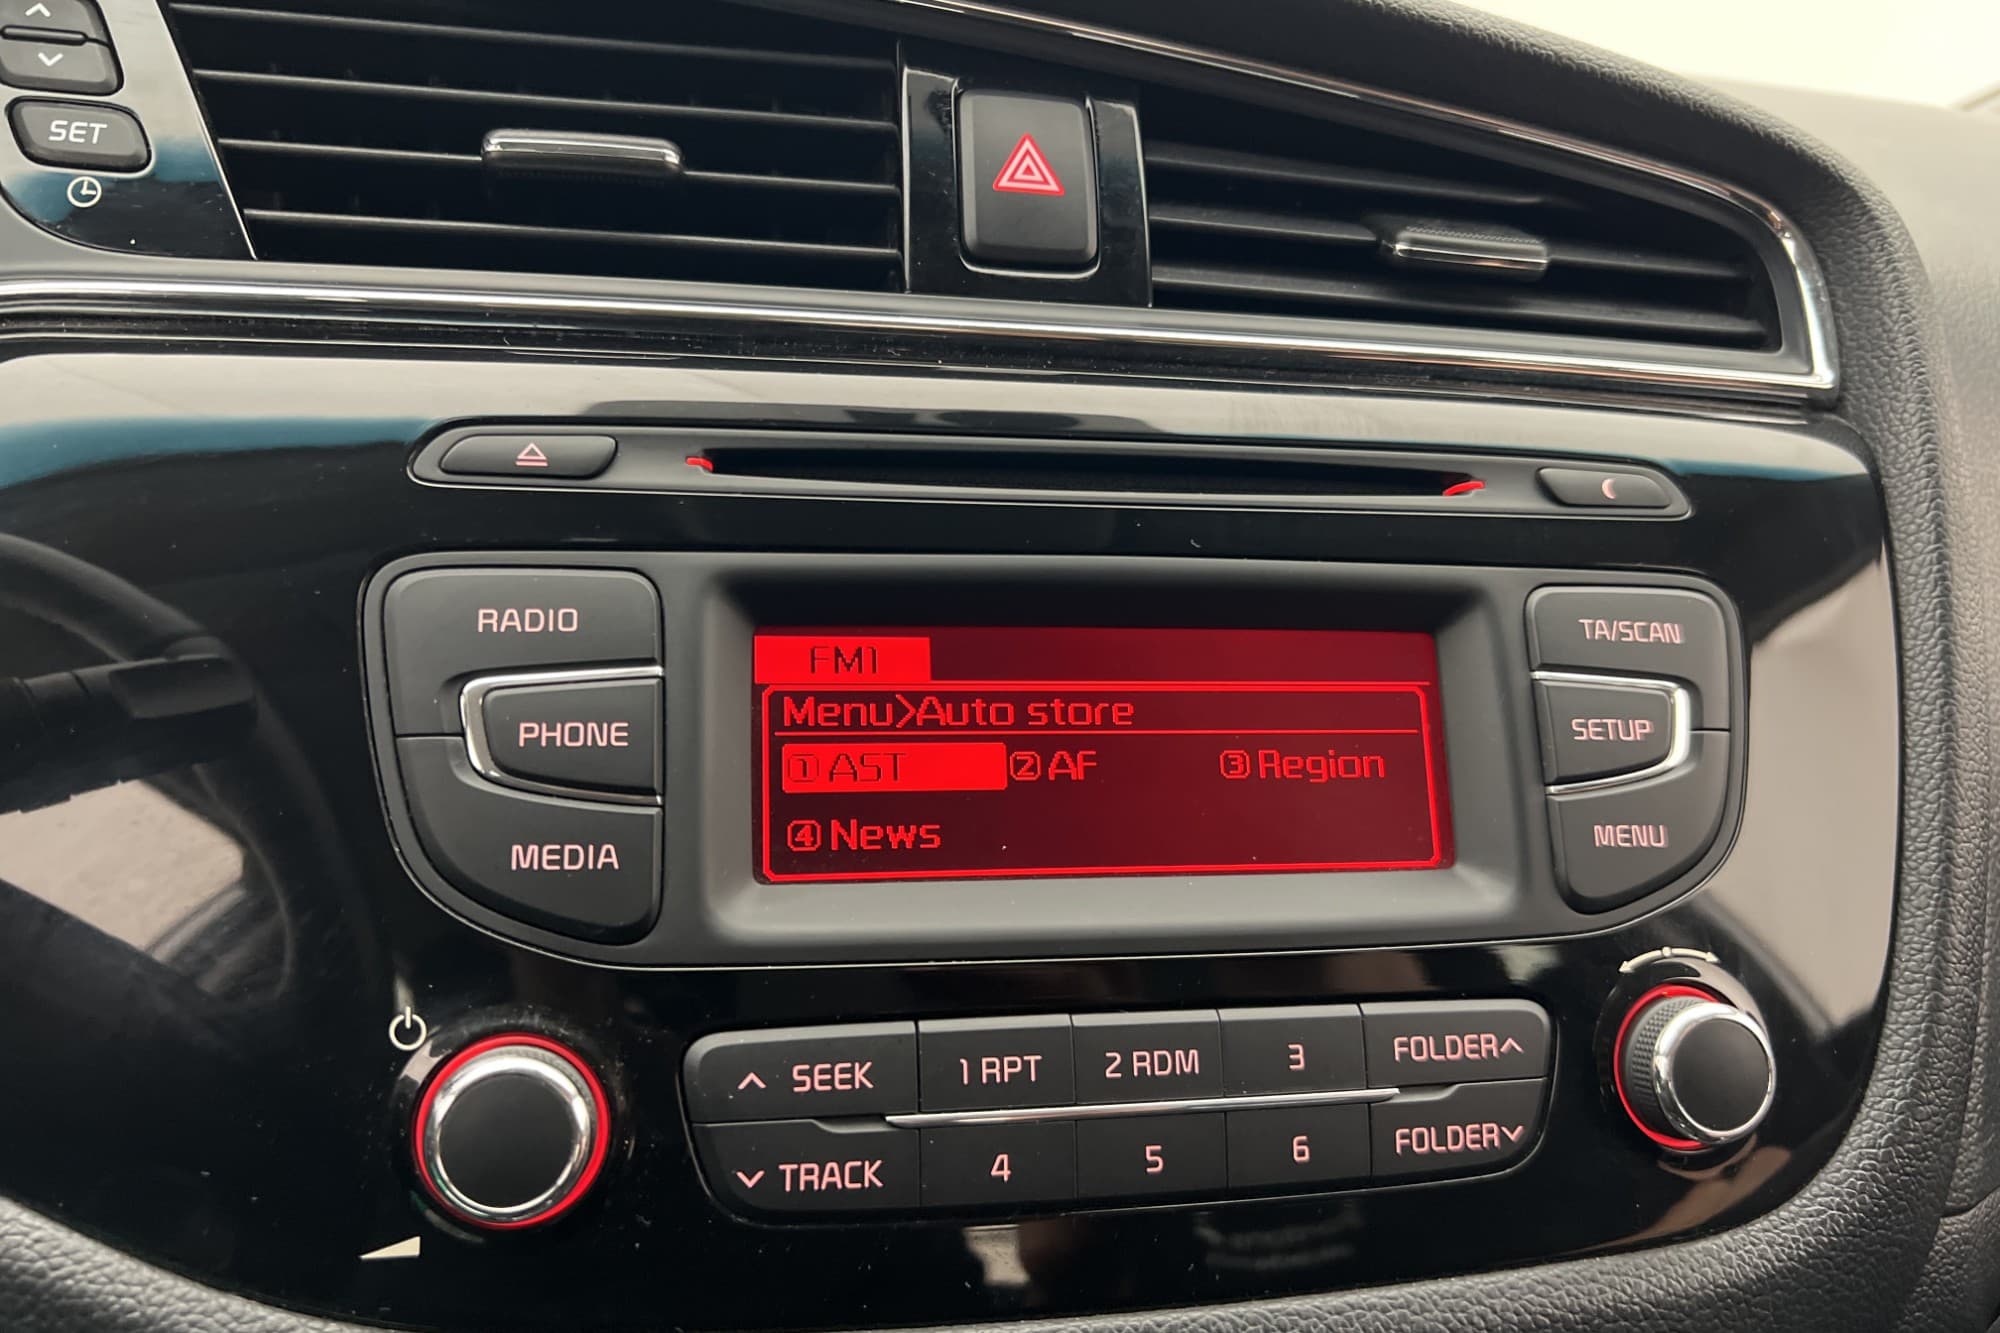 SET
RADIO
PHONE
MEDIA
FM1
Menu>Auto store
1 AST 2 AF 3 Region
4 News
TA/SCAN
SETUP
MENU
SEEK 1 RPT 2 RDM 3 FOLDER
TRACK 4 5 6 FOLDER